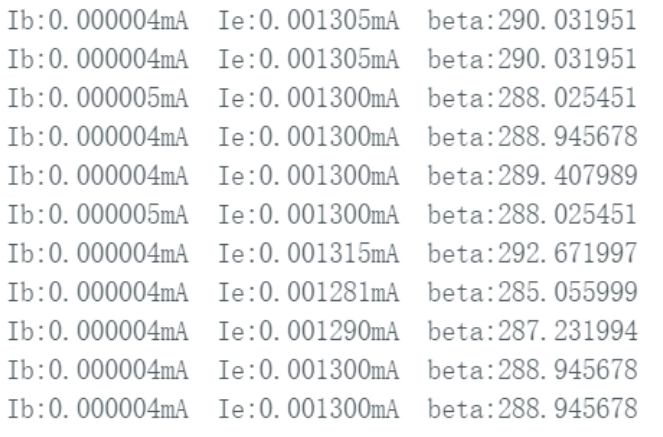 Ib:0.000004mA  Ie:0.001305mA  beta:290.031951
Ib:0.000004mA  Ie:0.001305mA  beta:290.031951
Ib:0.000005mA  Ie:0.001300mA  beta:288.025451
Ib:0.000004mA  Ie:0.001300mA  beta:288.945678
Ib:0.000004mA  Ie:0.001300mA  beta:289.407989
Ib:0.000005mA  Ie:0.001300mA  beta:288.025451
Ib:0.000004mA  Ie:0.001315mA  beta:292.671997
Ib:0.000004mA  Ie:0.001281mA  beta:285.055999
Ib:0.000004mA  Ie:0.001290mA  beta:287.231994
Ib:0.000004mA  Ie:0.001300mA  beta:288.945678
Ib:0.000004mA  Ie:0.001300mA  beta:288.945678